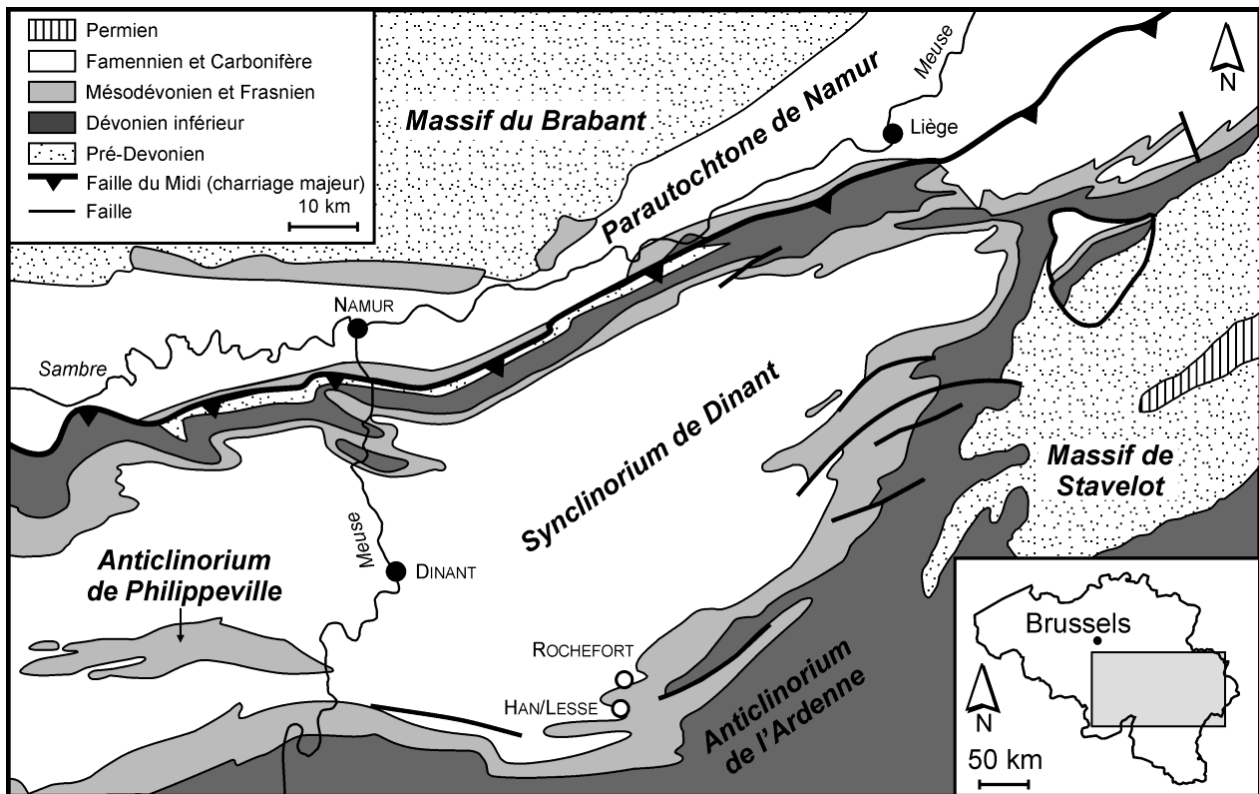 Permien
Famennien et Carbonifère
Mésodévonien et Frasnien
Dévonien inférieur
Pré-Devonien
Faille du Midi (charriage majeur)
Faille
10 km
Massif du Brabant
Parautochtone de Namur
Meuse
Liège
N
NAMUR
Sambre
Synclinorium de Dinant
Massif de
Stavelot
Meuse
DINANT
Anticlinorium
de Philippeville
ROCHEFORT
HAN/LESSE
Anticlinorium
de l'Ardenne
Brussels
N
50 km